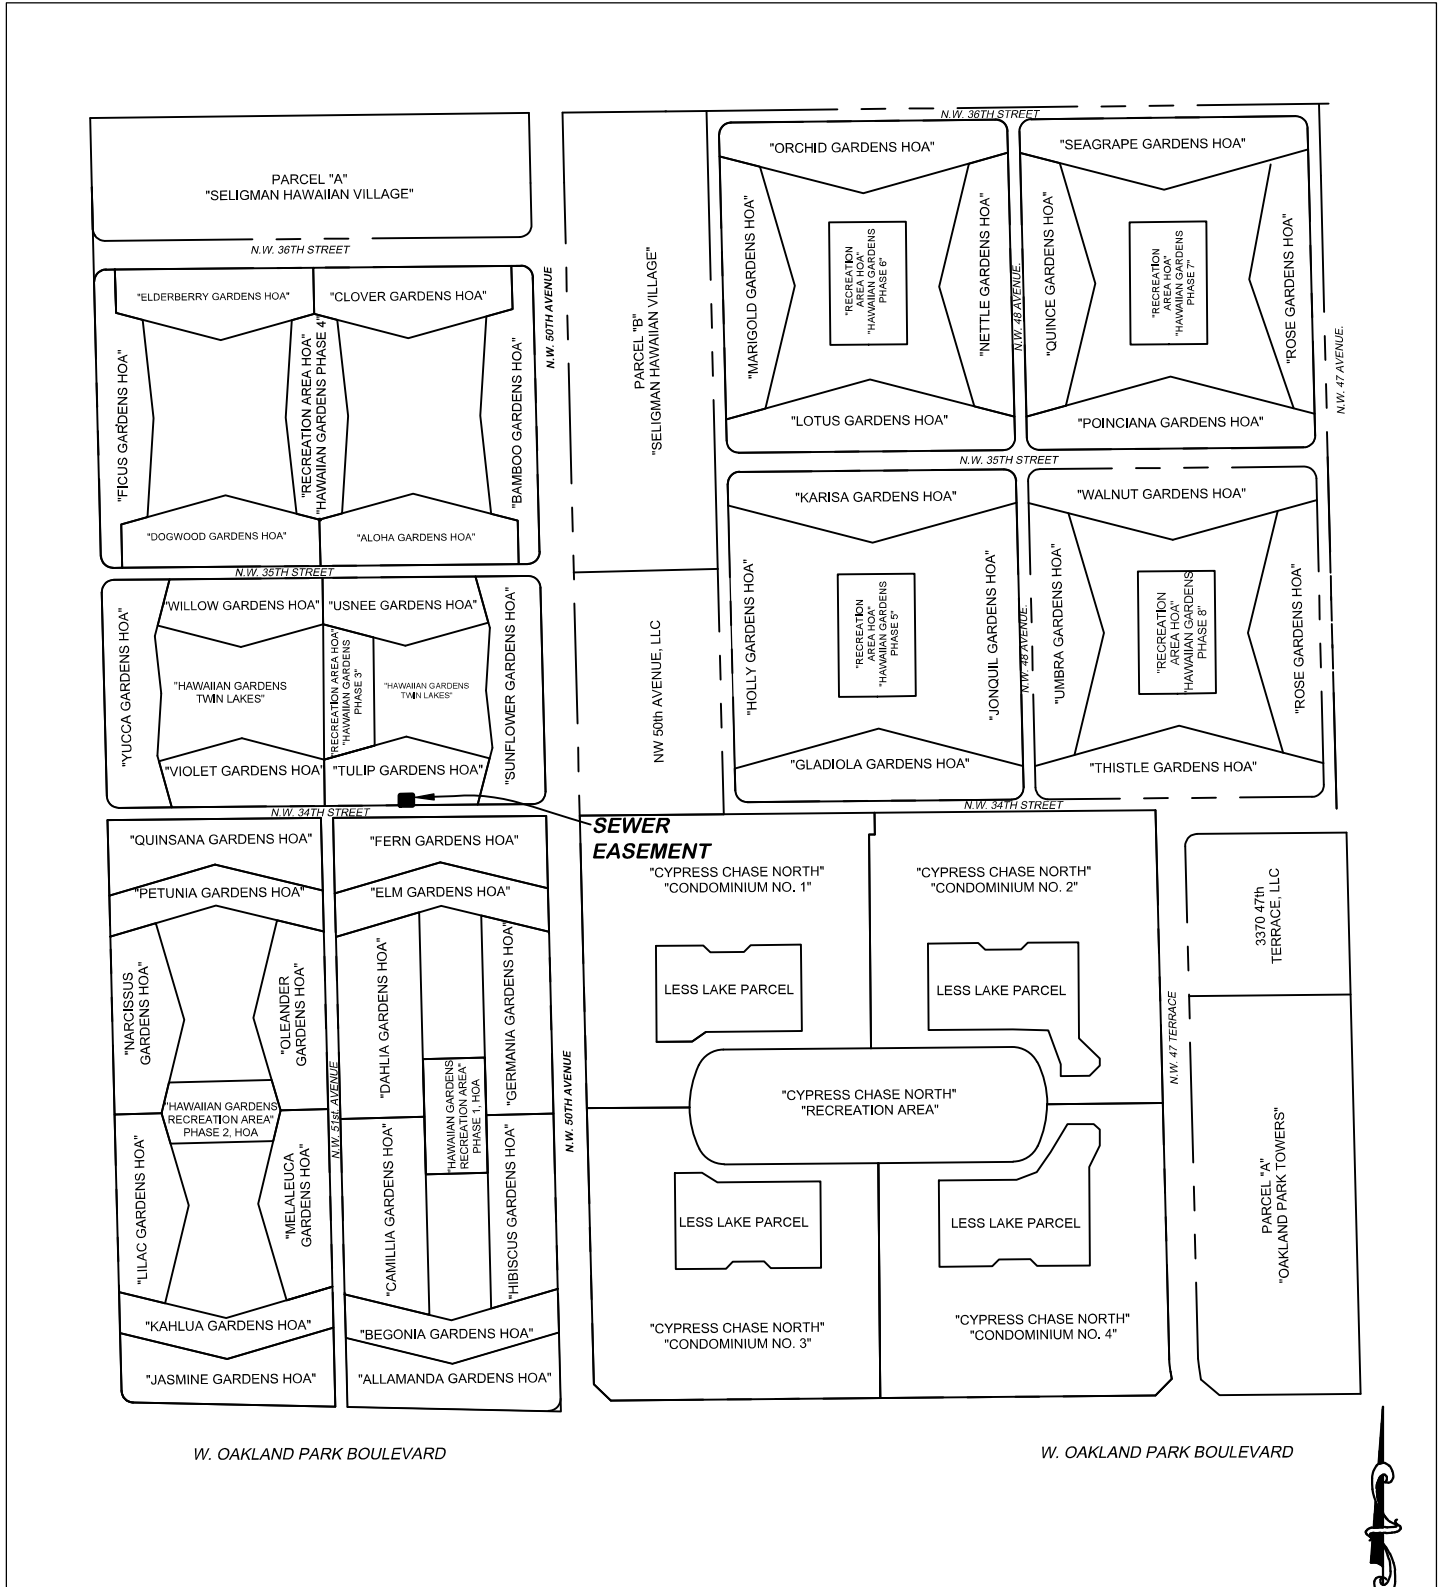 N.W. 36TH STREET
PARCEL "A"
"SELIGMAN HAWAIIAN VILLAGE"
N.W. 36TH STREET
"ELDERBERRY GARDENS HOA"
"CLOVER GARDENS HOA"
"FICUS GARDENS HOA"
"RECREATION AREA HOA"
"HAWAIIAN GARDENS PHASE 4"
"BAMBOO GARDENS HOA"
"DOGWOOD GARDENS HOA"
"ALOHA GARDENS HOA"
N.W. 50TH AVENUE
PARCEL "B"
"SELIGMAN HAWAIIAN VILLAGE"
"ORCHID GARDENS HOA"
"MARIGOLD GARDENS HOA"
"RECREATION
AREA HOA"
"HAWAIIAN GARDENS
PHASE 6"
"NETTLE GARDENS HOA"
"LOTUS GARDENS HOA"
N.W. 48 AVENUE.
"SEAGRAPE GARDENS HOA"
"QUINCE GARDENS HOA"
"RECREATION
AREA HOA"
"HAWAIIAN GARDENS
PHASE 7"
"ROSE GARDENS HOA"
"POINCIANA GARDENS HOA"
N.W. 47 AVENUE.
N.W. 35TH STREET
N.W. 35TH STREET
"YUCCA GARDENS HOA"
"WILLOW GARDENS HOA"
"USNEE GARDENS HOA"
"HAWAIIAN GARDENS
TWIN LAKES"
"RECREATION AREA HOA"
"HAWAIIAN GARDENS
PHASE 3"
"HAWAIIAN GARDENS
TWIN LAKES"
"SUNFLOWER GARDENS HOA"
"VIOLET GARDENS HOA"
"TULIP GARDENS HOA"
NW 50th AVENUE, LLC
"KARISA GARDENS HOA"
"HOLLY GARDENS HOA"
"RECREATION
AREA HOA"
"HAWAIIAN GARDENS
PHASE 5"
"JONQUIL GARDENS HOA"
"GLADIOLA GARDENS HOA"
N.W. 48 AVENUE.
"WALNUT GARDENS HOA"
"UMBRA GARDENS HOA"
"RECREATION
AREA HOA"
"HAWAIIAN GARDENS
PHASE 8"
"ROSE GARDENS HOA"
"THISTLE GARDENS HOA"
N.W. 34TH STREET
N.W. 34TH STREET
SEWER
EASEMENT
"QUINSANA GARDENS HOA"
"PETUNIA GARDENS HOA"
"NARCISSUS
GARDENS HOA"
"OLEANDER
GARDENS HOA"
"HAWAIIAN GARDENS
RECREATION AREA"
PHASE 2, HOA
"LILAC GARDENS HOA"
"MELALEUCA
GARDENS HOA"
"KAHLUA GARDENS HOA"
"JASMINE GARDENS HOA"
N.W. 51st. AVENUE
"FERN GARDENS HOA"
"ELM GARDENS HOA"
"DAHLIA GARDENS HOA"
"GERMANIA GARDENS HOA"
"HAWAIIAN GARDENS
RECREATION AREA"
PHASE 1, HOA
"CAMILLIA GARDENS HOA"
"HIBISCUS GARDENS HOA"
"BEGONIA GARDENS HOA"
"ALLAMANDA GARDENS HOA"
N.W. 50TH AVENUE
"CYPRESS CHASE NORTH"
"CONDOMINIUM NO. 1"
"CYPRESS CHASE NORTH"
"CONDOMINIUM NO. 2"
LESS LAKE PARCEL
LESS LAKE PARCEL
"CYPRESS CHASE NORTH"
"RECREATION AREA"
LESS LAKE PARCEL
LESS LAKE PARCEL
"CYPRESS CHASE NORTH"
"CONDOMINIUM NO. 3"
"CYPRESS CHASE NORTH"
"CONDOMINIUM NO. 4"
N.W. 47 TERRACE
3370 47th
TERRACE, LLC
PARCEL "A"
"OAKLAND PARK TOWERS"
W. OAKLAND PARK BOULEVARD
W. OAKLAND PARK BOULEVARD